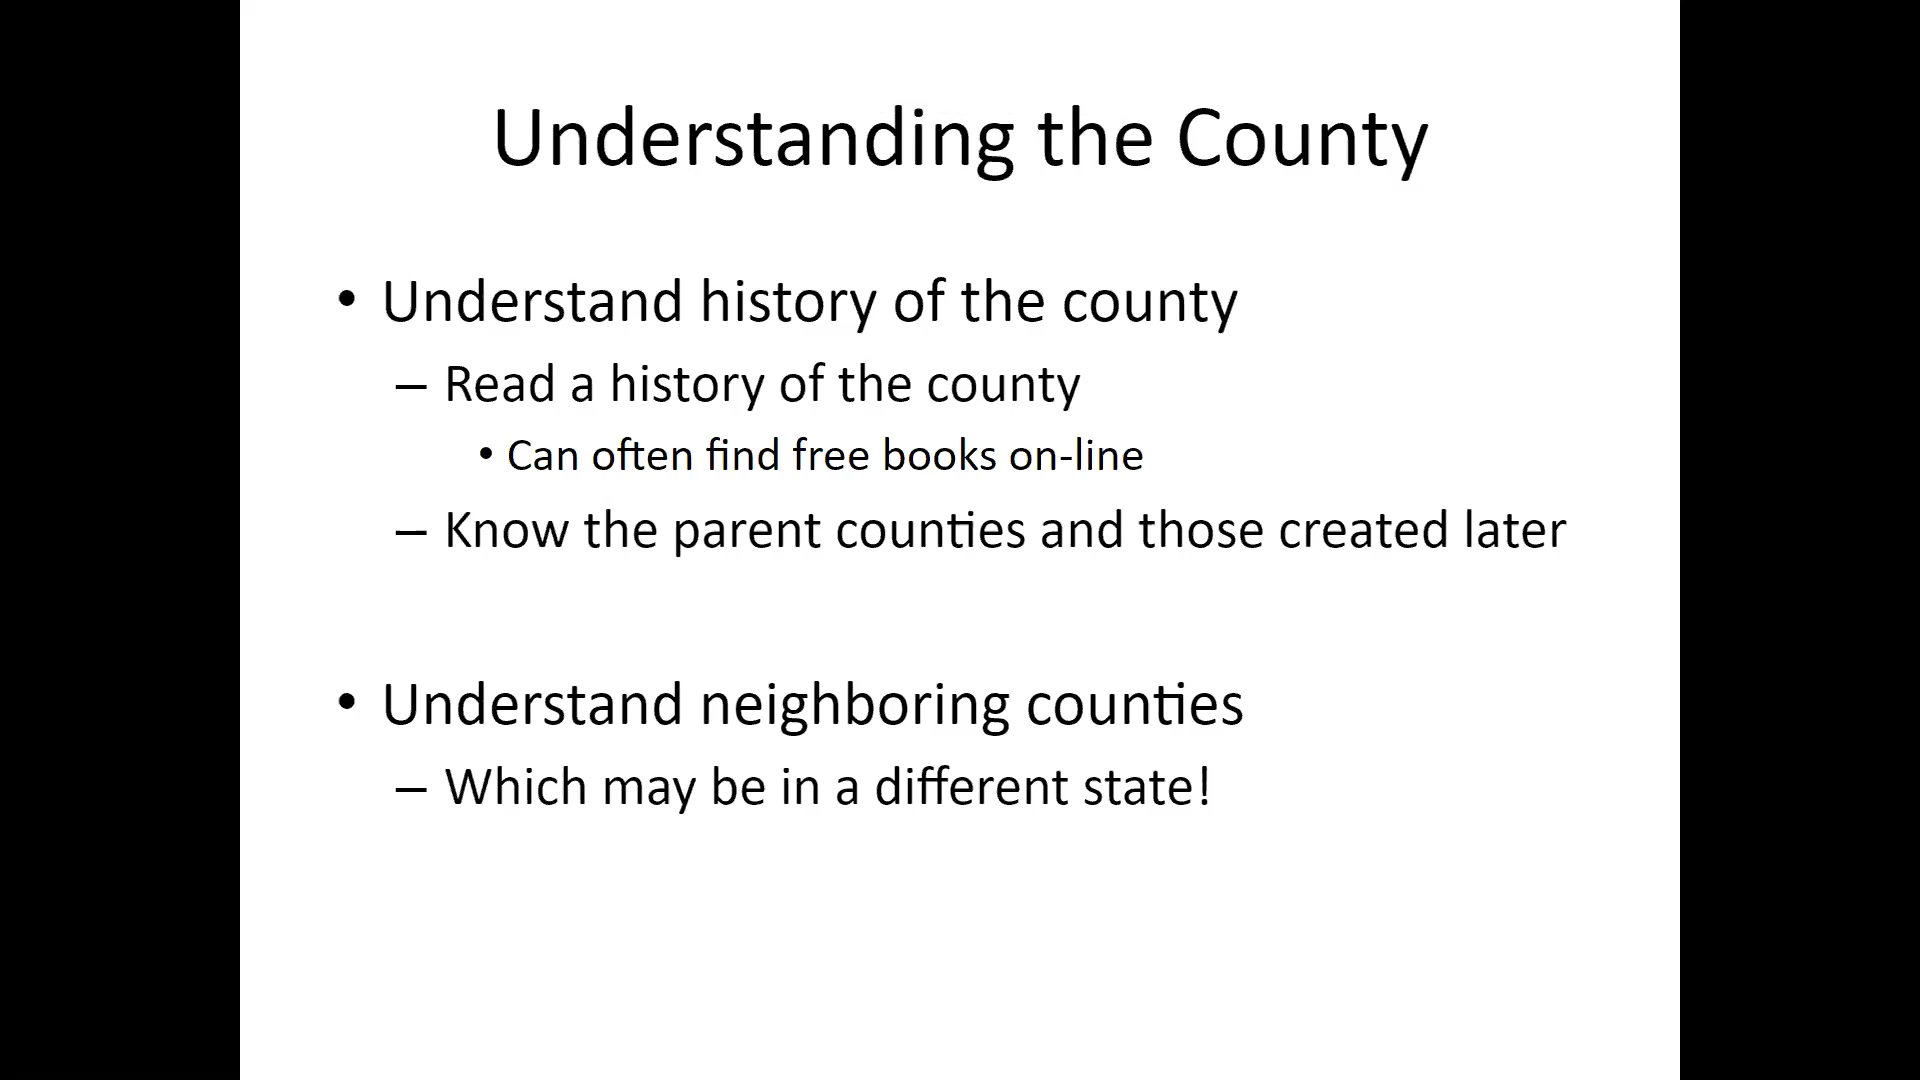 Understanding the County
• Understand history of the county
– Read a history of the county
• Can often find free books on-line
– Know the parent counties and those created later
• Understand neighboring counties
– Which may be in a different state!